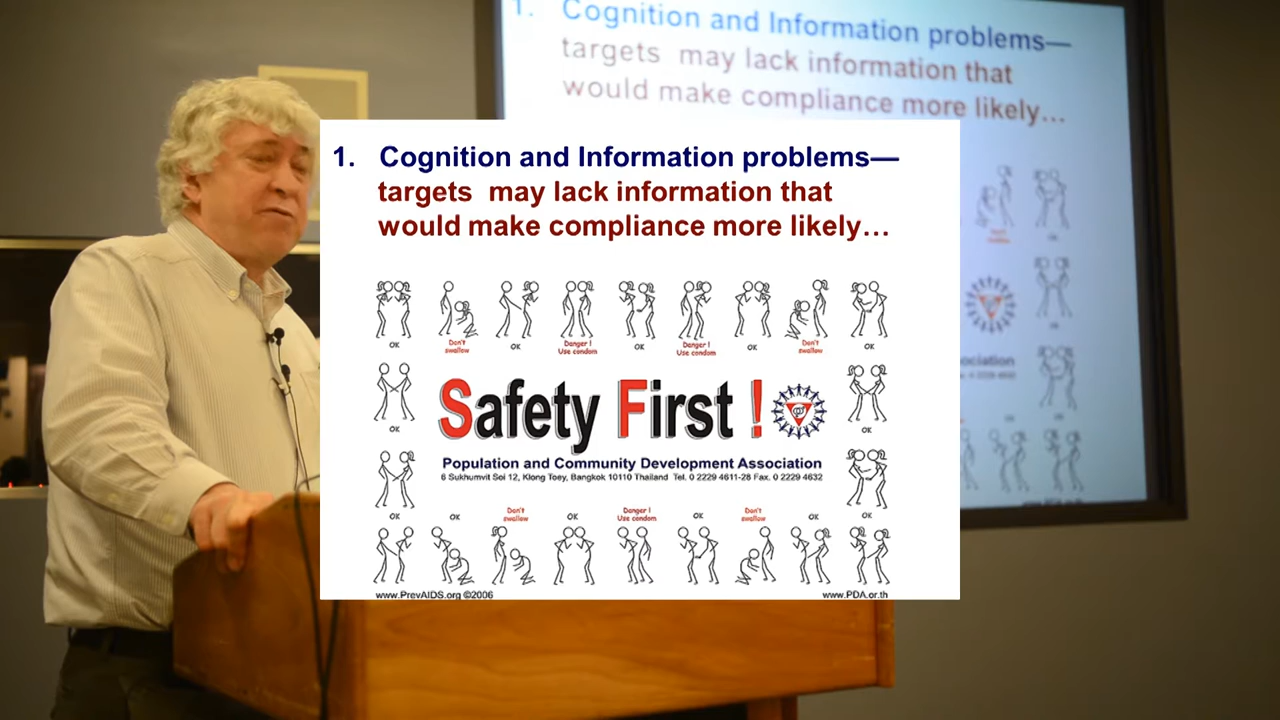 1. Cognition and Information problems—
targets may lack information that
would make compliance more likely…
1. Cognition and Information problems—
targets may lack information that
would make compliance more likely…
OK
Don't
swallow
OK
Danger !
Use condom
OK
Danger !
Use condom
OK
Don't
swallow
OK
OK
OK
Safety First !
Population and Community Development Association
6 Sukhumvit Soi 12, Klong Toey, Bangkok 10110 Thailand Tel. 0 2229 4611-28 Fax. 0 2229 4632
OK
OK
Don't
swallow
OK
Danger !
Use condom
OK
Don't
swallow
OK
OK
www.PrevAIDS.org ©2006
www.PDA.or.th